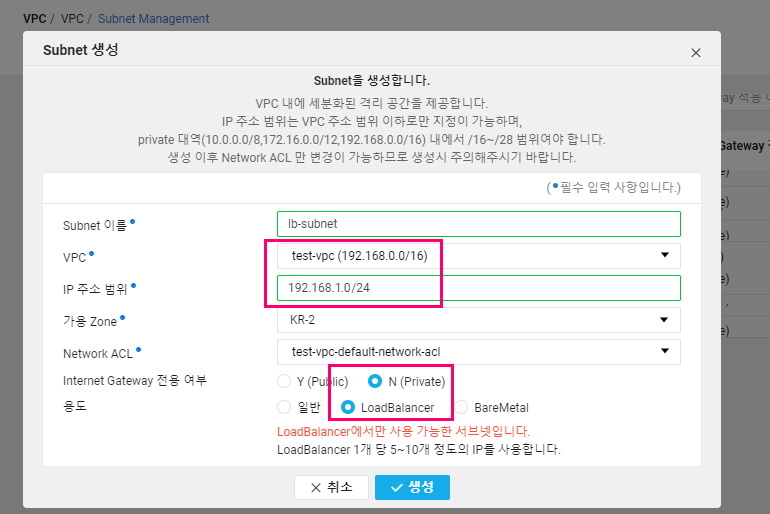 VPC / VPC / Subnet Management
Subnet 생성
Subnet을 생성합니다.
VPC 내에 세분화된 격리 공간을 제공합니다.
IP 주소 범위는 VPC 주소 범위 이하로만 지정이 가능하며,
private 대역(10.0.0.0/8,172.16.0.0/12,192.168.0.0/16) 내에서 /16~/28 범위여야 합니다.
생성 이후 Network ACL 만 변경이 가능하므로 생성시 주의해주시기 바랍니다.
(•필수 입력 사항입니다.)
Subnet 이름•
lb-subnet
VPC•
test-vpc (192.168.0.0/16)
IP 주소 범위•
192.168.1.0/24
가용 Zone•
KR-2
Network ACL•
test-vpc-default-network-acl
Internet Gateway 전용 여부
Y (Public)
N (Private)
용도
일반
LoadBalancer
BareMetal
LoadBalancer에서만 사용 가능한 서브넷입니다.
LoadBalancer 1개 당 5~10개 정도의 IP를 사용합니다.
취소
생성
Gateway